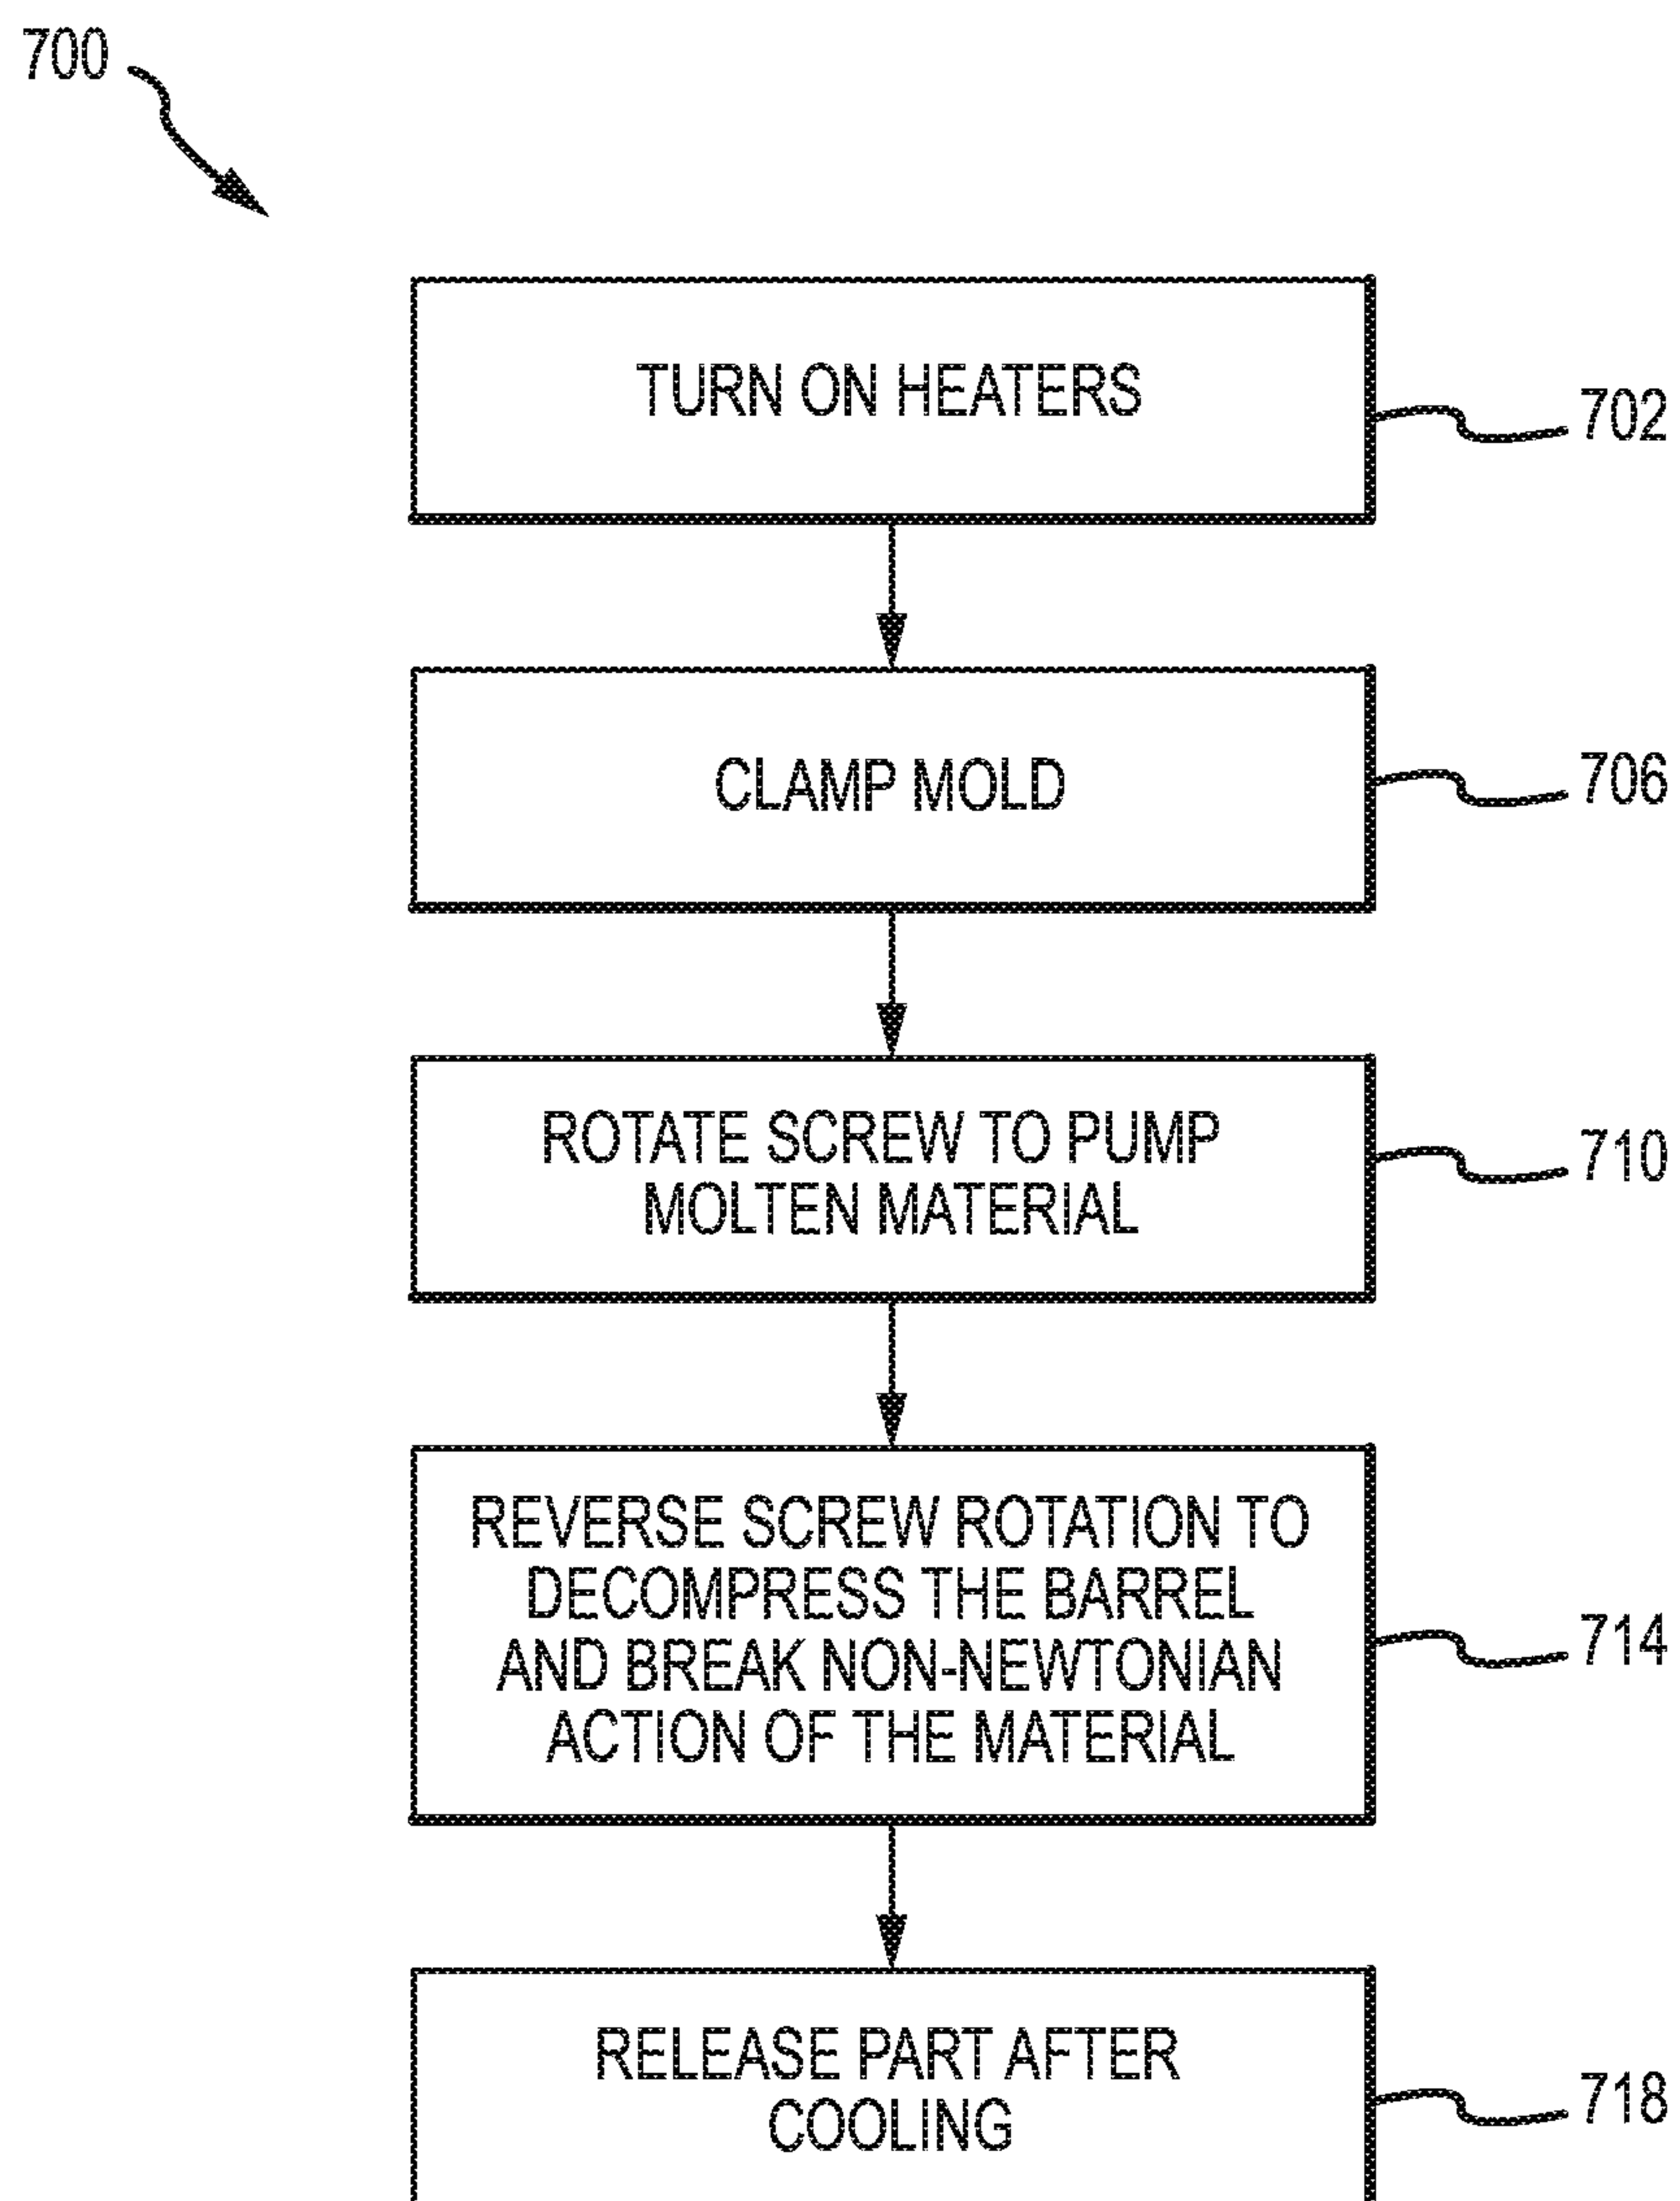 700
TURN ON HEATERS
702
CLAMP MOLD
706
ROTATE SCREW TO PUMP
MOLTEN MATERIAL
710
REVERSE SCREW ROTATION TO
DECOMPRESS THE BARREL
AND BREAK NON-NEWTONIAN
ACTION OF THE MATERIAL
714
RELEASE PART AFTER
COOLING
718